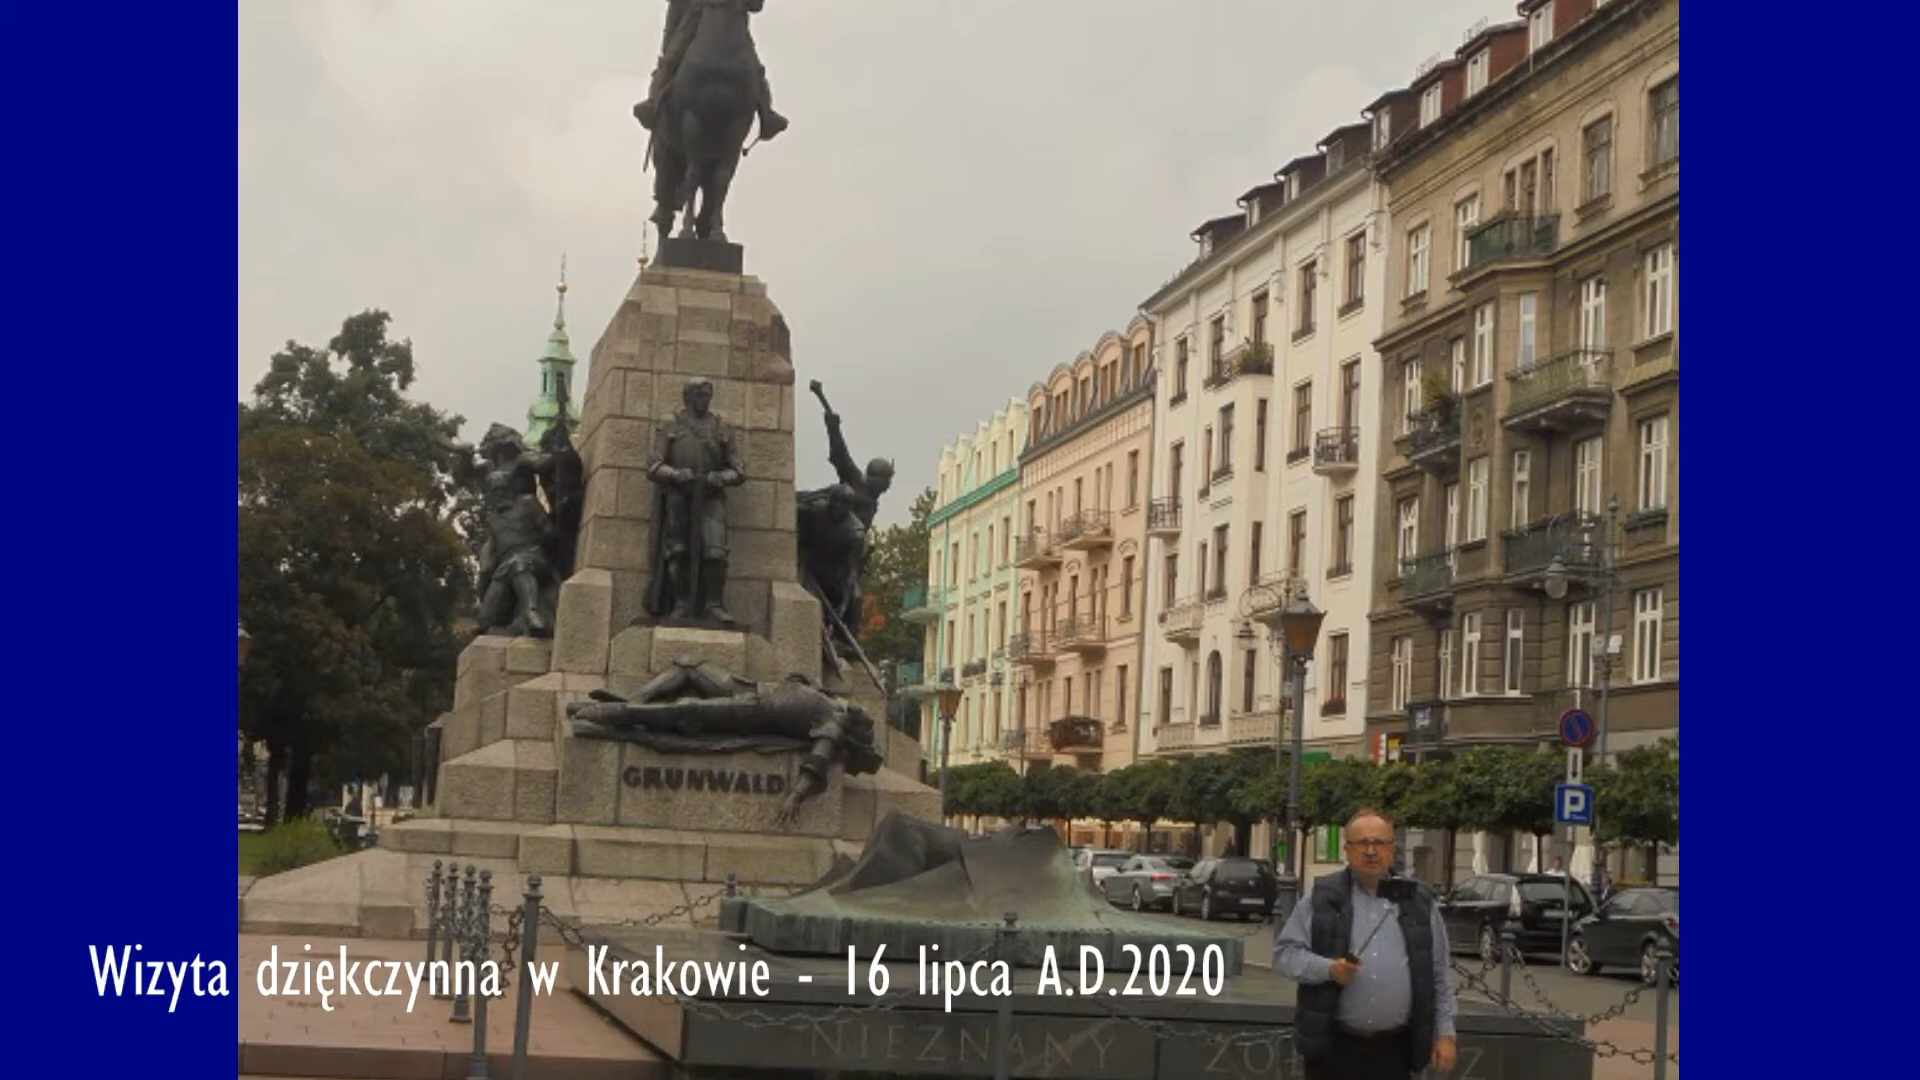 GRUNWALD
P
Wizyta dziękczynna w Krakowie - 16 lipca A.D.2020
NIEZNANY